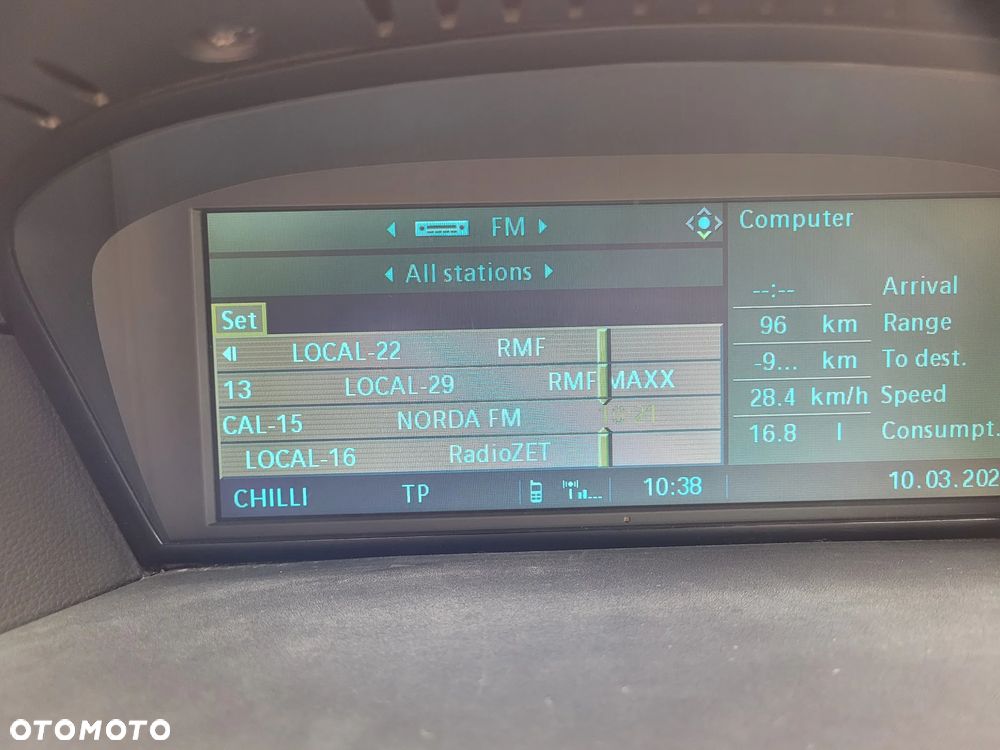 FM
All stations
Set
LOCAL-22 RMF
13 LOCAL-29 RMF MAXX
CAL-15 NORDA FM
LOCAL-16 RadioZET
CHILLI TP 10:38
Computer
--:-- Arrival
96 km Range
-9... km To dest.
28.4 km/h Speed
16.8 l Consumpt.
10.03.202
OTOMOTO